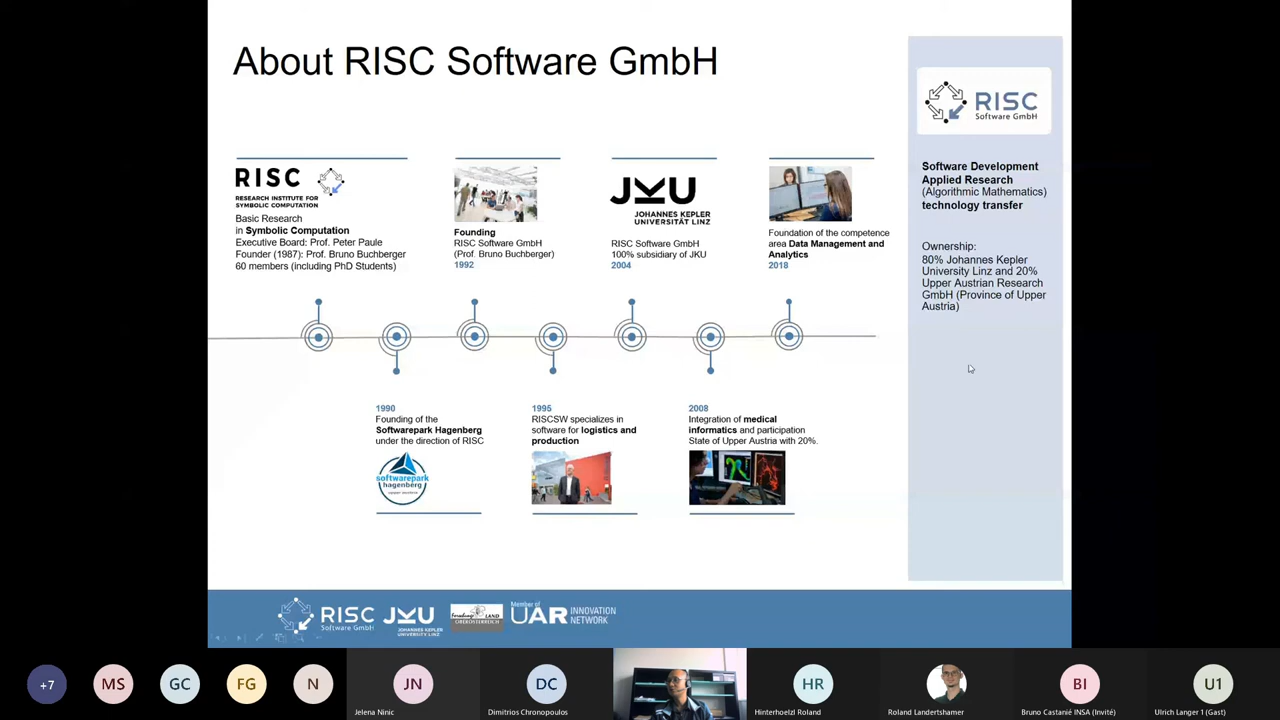 About RISC Software GmbH
RISC
RESEARCH INSTITUTE FOR
SYMBOLIC COMPUTATION
Basic Research
in Symbolic Computation
Executive Board: Prof. Peter Paule
Founder (1987): Prof. Bruno Buchberger
60 members (including PhD Students)
Founding
RISC Software GmbH
(Prof. Bruno Buchberger)
1992
JKU
JOHANNES KEPLER
UNIVERSITÄT LINZ
RISC Software GmbH
100% subsidiary of JKU
2004
Foundation of the competence
area Data Management and
Analytics
2018
1990
Founding of the
Softwarepark Hagenberg
under the direction of RISC
softwarepark
hagenberg
upper austria
1995
RISCSW specializes in
software for logistics and
production
2008
Integration of medical
informatics and participation
State of Upper Austria with 20%.
RISC
Software GmbH
Software Development
Applied Research
(Algorithmic Mathematics)
technology transfer
Ownership:
80% Johannes Kepler
University Linz and 20%
Upper Austrian Research
GmbH (Province of Upper
Austria)
RISC
Software GmbH
JKU
JOHANNES KEPLER
UNIVERSITY LINZ
LAND
OBERÖSTERREICH
Member of
UAR INNOVATION
NETWORK
+7
MS
GC
FG
N
JN
Jelena Ninic
DC
Dimitrios Chronopoulos
HR
Hinterhoelzl Roland
Roland Landertshamer
BI
Bruno Castanié INSA (Invité)
U1
Ulrich Langer 1 (Gast)